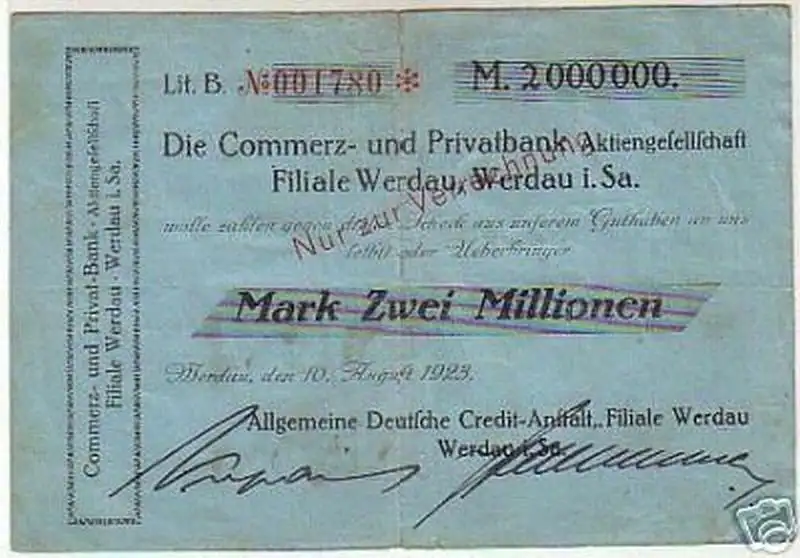 Lit. B. №001780 * M. 2000000.-
Die Commerz- und Privatbank Aktiengeſellſchaft
Filiale Werdau, Werdau i. Sa.
wolle zahlen gegen dieſen Scheck aus unſerem Guthaben an uns
ſelbſt oder Ueberbringer
Nur zur Verrechnung
Mark Zwei Millionen
Werdau, den 10. Auguſt 1923.
Allgemeine Deutſche Credit-Anſtalt, Filiale Werdau
Werdau i. Sa.
Commerz- und Privat-Bank · Aktiengeſellſchaft
Filiale Werdau · Werdau i. Sa.